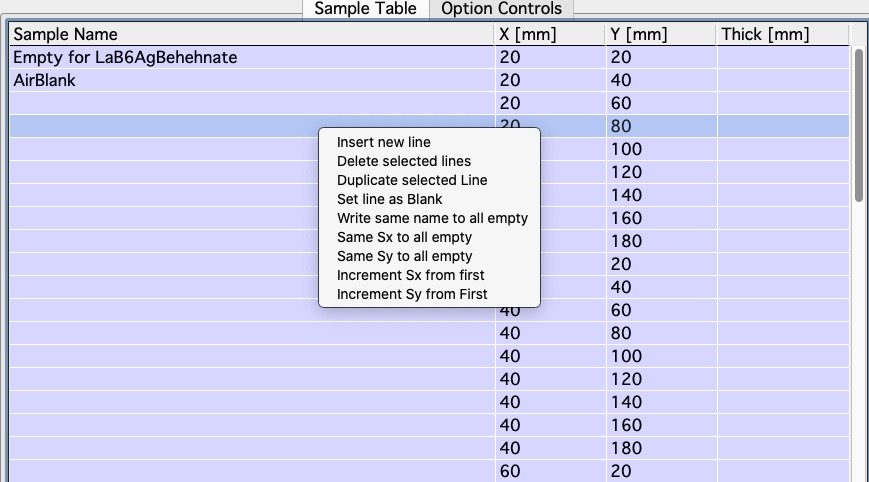 Sample Table Option Controls
Sample Name X [mm] Y [mm] Thick [mm]
Empty for LaB6AgBehehnate 20 20
AirBlank 20 40
20 60
20 80
Insert new line
Delete selected lines
Duplicate selected Line
Set line as Blank
Write same name to all empty
Same Sx to all empty
Same Sy to all empty
Increment Sx from first
Increment Sy from First
100
120
140
160
180
20
40
40 60
40 80
40 100
40 120
40 140
40 160
40 180
60 20